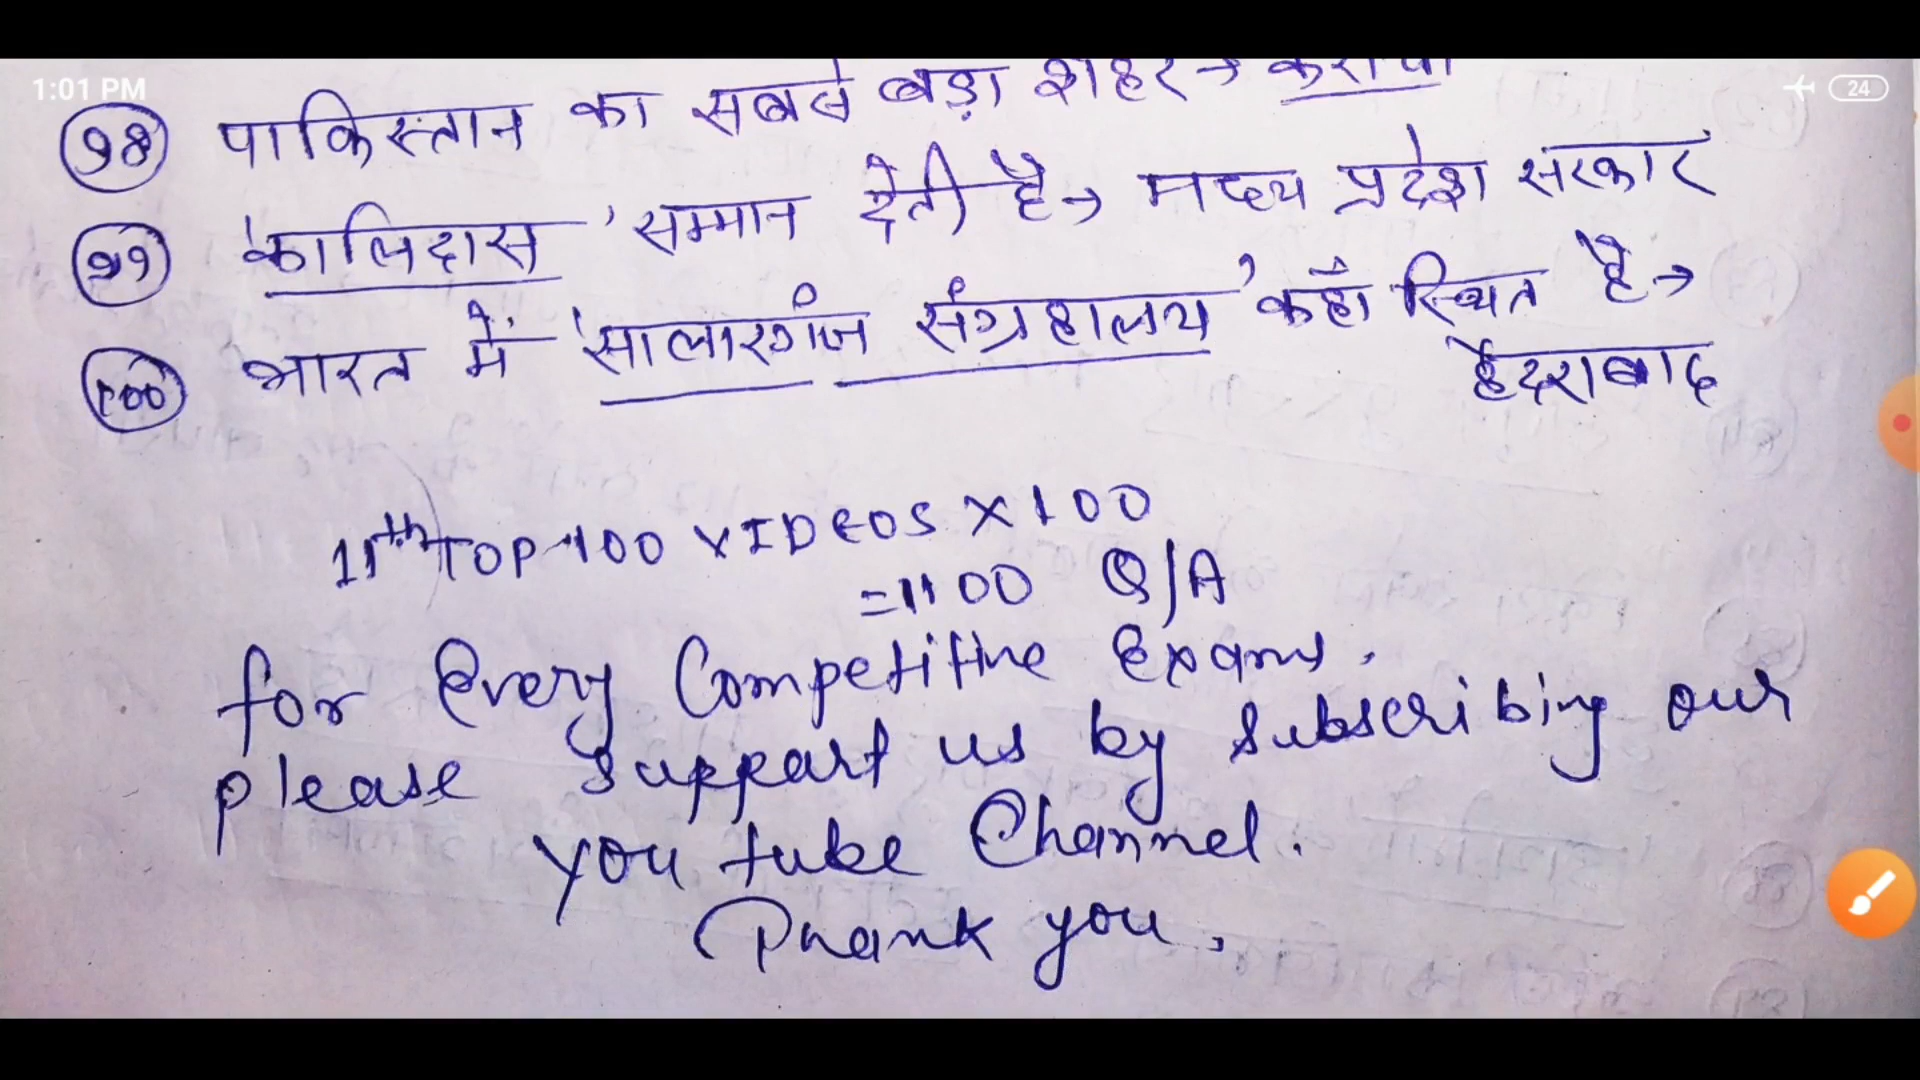 1:01 PM
24
98 पाकिस्तान का सबसे बड़ा शहर → कराची
99 'कालिदास' सम्मान देती है → मध्य प्रदेश सरकार
100 भारत में 'सालारगंज संग्रहालय' कहाँ स्थित है →
हैदराबाद
11th TOP-100 VIDEOS X 100
=1100 Q/A
for Every Competitive Exams.
please support us by subscribing our
you tube Channel.
Thank you.